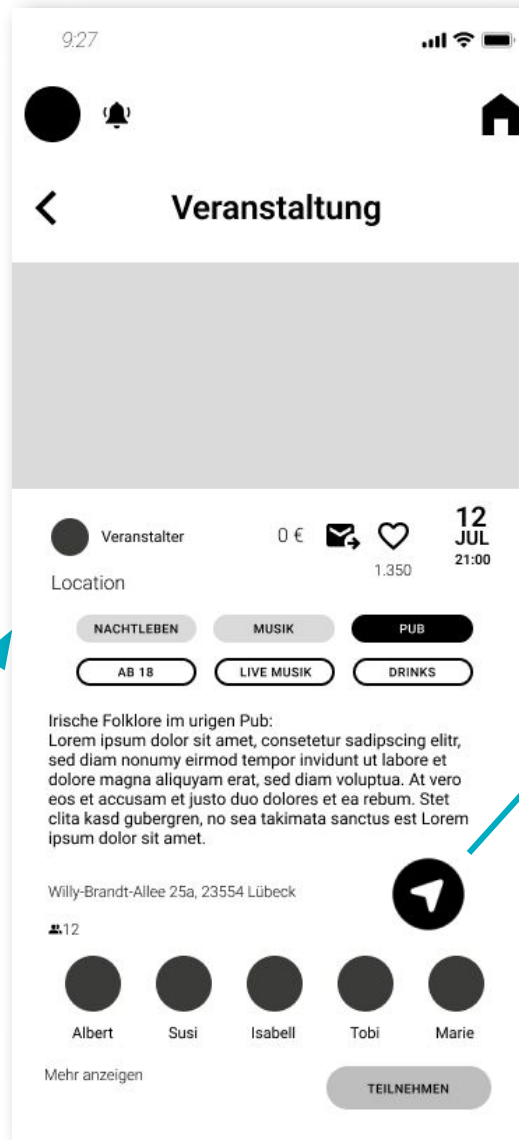 9:27
Veranstaltung
Veranstalter
0 €
1.350
12
JUL
21:00
Location
NACHTLEBEN
MUSIK
PUB
AB 18
LIVE MUSIK
DRINKS
Irische Folklore im urigen Pub:
Lorem ipsum dolor sit amet, consetetur sadipscing elitr,
sed diam nonumy eirmod tempor invidunt ut labore et
dolore magna aliquyam erat, sed diam voluptua. At vero
eos et accusam et justo duo dolores et ea rebum. Stet
clita kasd gubergren, no sea takimata sanctus est Lorem
ipsum dolor sit amet.
Willy-Brandt-Allee 25a, 23554 Lübeck
12
Albert
Susi
Isabell
Tobi
Marie
Mehr anzeigen
TEILNEHMEN